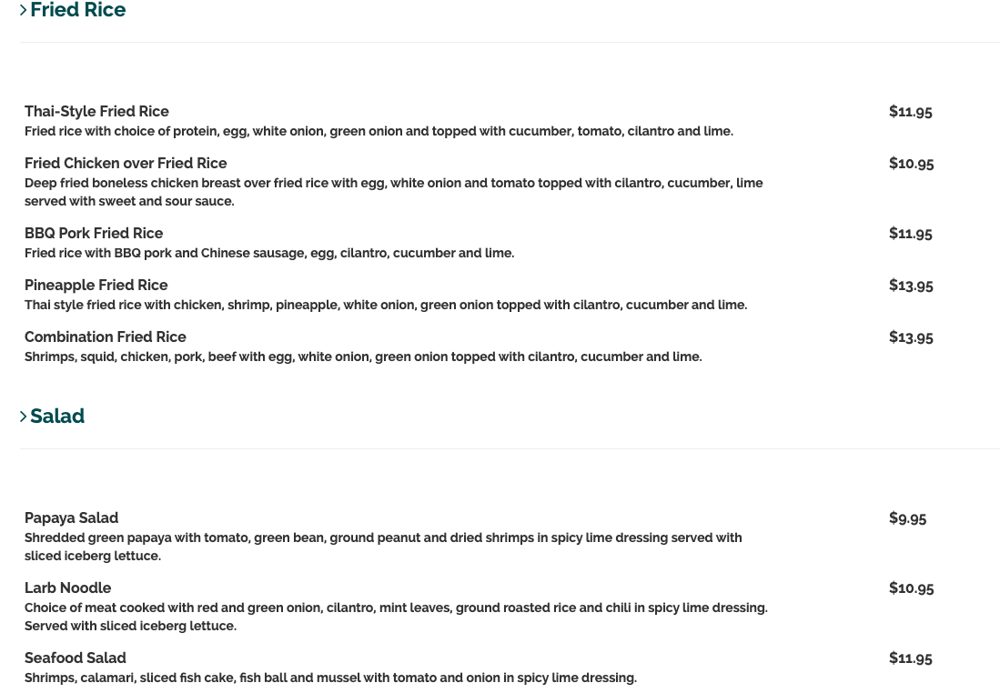 Fried Rice
Thai-Style Fried Rice $11.95
Fried rice with choice of protein, egg, white onion, green onion and topped with cucumber, tomato, cilantro and lime.
Fried Chicken over Fried Rice $10.95
Deep fried boneless chicken breast over fried rice with egg, white onion and tomato topped with cilantro, cucumber, lime
served with sweet and sour sauce.
BBQ Pork Fried Rice $11.95
Fried rice with BBQ pork and Chinese sausage, egg, cilantro, cucumber and lime.
Pineapple Fried Rice $13.95
Thai style fried rice with chicken, shrimp, pineapple, white onion, green onion topped with cilantro, cucumber and lime.
Combination Fried Rice $13.95
Shrimps, squid, chicken, pork, beef with egg, white onion, green onion topped with cilantro, cucumber and lime.
Salad
Papaya Salad $9.95
Shredded green papaya with tomato, green bean, ground peanut and dried shrimps in spicy lime dressing served with
sliced iceberg lettuce.
Larb Noodle $10.95
Choice of meat cooked with red and green onion, cilantro, mint leaves, ground roasted rice and chili in spicy lime dressing.
Served with sliced iceberg lettuce.
Seafood Salad $11.95
Shrimps, calamari, sliced fish cake, fish ball and mussel with tomato and onion in spicy lime dressing.